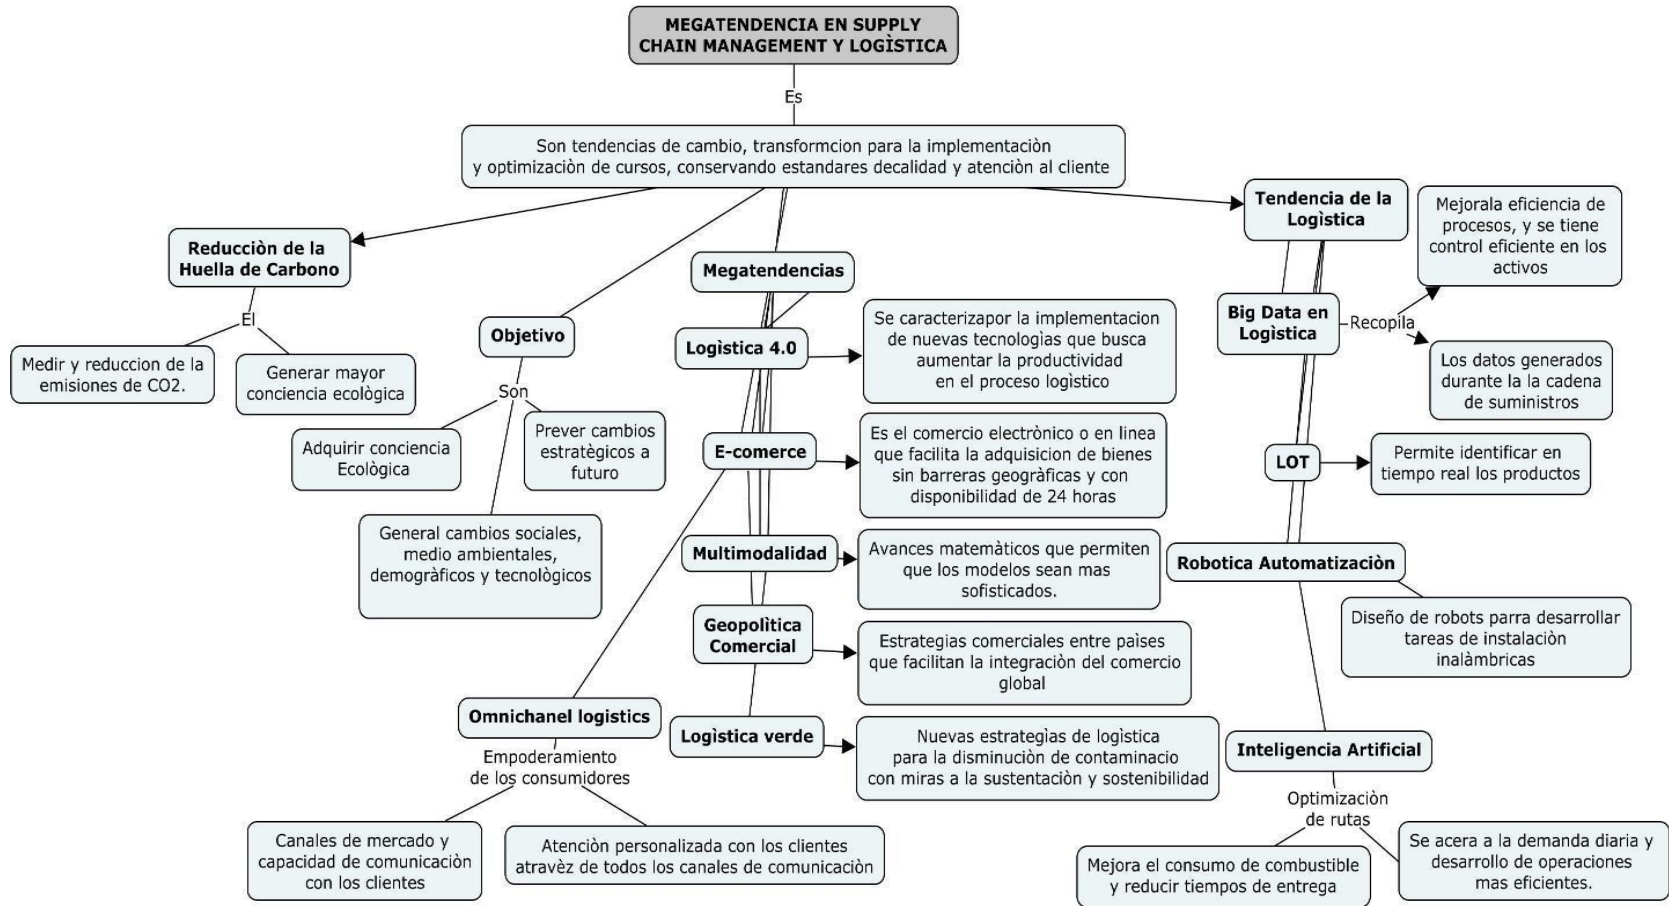 MEGATENDENCIA EN SUPPLY
CHAIN MANAGEMENT Y LOGÌSTICA
Es
Son tendencias de cambio, transformcion para la implementaciòn
y optimizaciòn de cursos, conservando estandares decalidad y atenciòn al cliente
Reducciòn de la
Huella de Carbono
El
Medir y reduccion de la
emisiones de CO2.
Generar mayor
conciencia ecològica
Objetivo
Son
Adquirir conciencia
Ecològica
Prever cambios
estratègicos a
futuro
General cambios sociales,
medio ambientales,
demogràficos y tecnològicos
Megatendencias
Logìstica 4.0
Se caracterizapor la implementacion
de nuevas tecnologìas que busca
aumentar la productividad
en el proceso logìstico
E-comerce
Es el comercio electrònico o en linea
que facilita la adquisicion de bienes
sin barreras geogràficas y con
disponibilidad de 24 horas
Multimodalidad
Avances matemàticos que permiten
que los modelos sean mas
sofisticados.
Geopolìtica
Comercial
Estrategias comerciales entre paìses
que facilitan la integraciòn del comercio
global
Logìstica verde
Nuevas estrategìas de logìstica
para la disminuciòn de contaminacio
con miras a la sustentaciòn y sostenibilidad
Omnichanel logistics
Empoderamiento
de los consumidores
Canales de mercado y
capacidad de comunicaciòn
con los clientes
Atenciòn personalizada con los clientes
atravèz de todos los canales de comunicaciòn
Tendencia de la
Logìstica
Big Data en
Logìstica
Recopila
Mejorala eficiencia de
procesos, y se tiene
control eficiente en los
activos
Los datos generados
durante la la cadena
de suministros
LOT
Permite identificar en
tiempo real los productos
Robotica Automatizaciòn
Diseño de robots parra desarrollar
tareas de instalaciòn
inalàmbricas
Inteligencia Artificial
Optimizaciòn
de rutas
Mejora el consumo de combustible
y reducir tiempos de entrega
Se acera a la demanda diaria y
desarrollo de operaciones
mas eficientes.